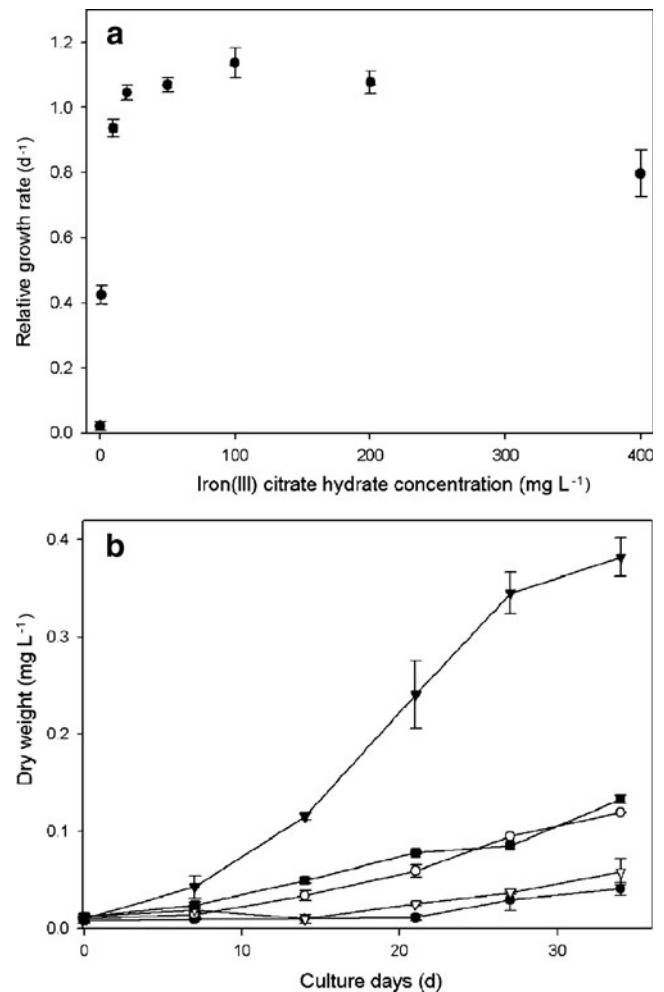 a
Relative growth rate (d⁻¹)
1.2
1.0
0.8
0.6
0.4
0.2
0.0
0 100 200 300 400
Iron(III) citrate hydrate concentration (mg L⁻¹)
b
Dry weight (mg L⁻¹)
0.4
0.3
0.2
0.1
0.0
0 10 20 30
Culture days (d)